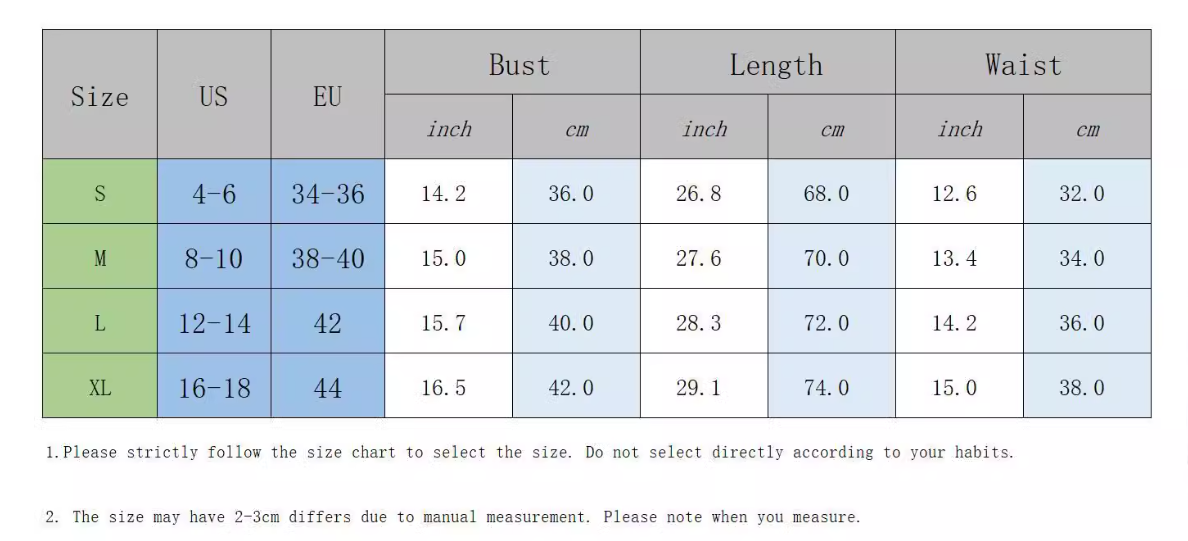 Size US EU Bust Length Waist
inch cm inch cm inch cm
S 4-6 34-36 14.2 36.0 26.8 68.0 12.6 32.0
M 8-10 38-40 15.0 38.0 27.6 70.0 13.4 34.0
L 12-14 42 15.7 40.0 28.3 72.0 14.2 36.0
XL 16-18 44 16.5 42.0 29.1 74.0 15.0 38.0
1.Please strictly follow the size chart to select the size. Do not select directly according to your habits.
2. The size may have 2-3cm differs due to manual measurement. Please note when you measure.